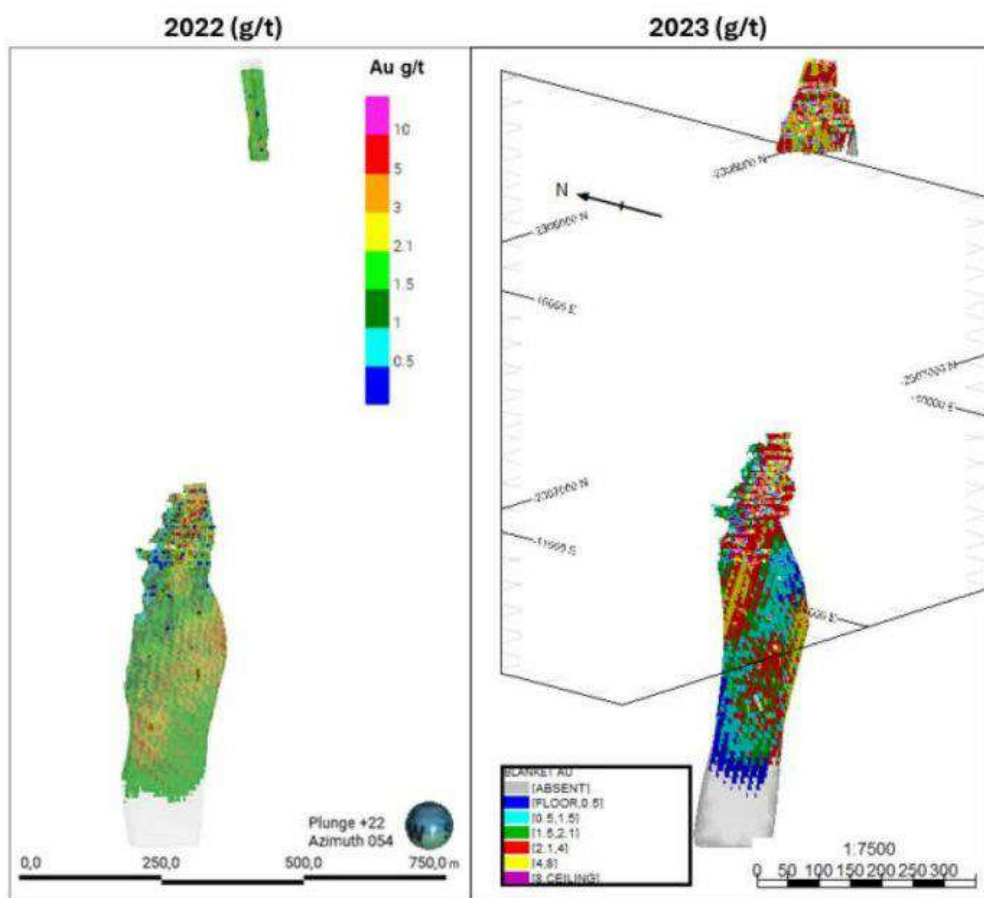 2022 (g/t)
2023 (g/t)
Au g/t
10
5
3
2.1
1.5
1
0.5
Plunge +22
Azimuth 054
0,0
250,0
500,0
750,0 m
N
BLANKET AU
[ABSENT]
[FLOOR,0.5]
[0.5,1.5]
[1.5,2.1]
[2.1,4]
[4,8]
[8 CEILING]
1:7500
0 50 100 150 200 250 300